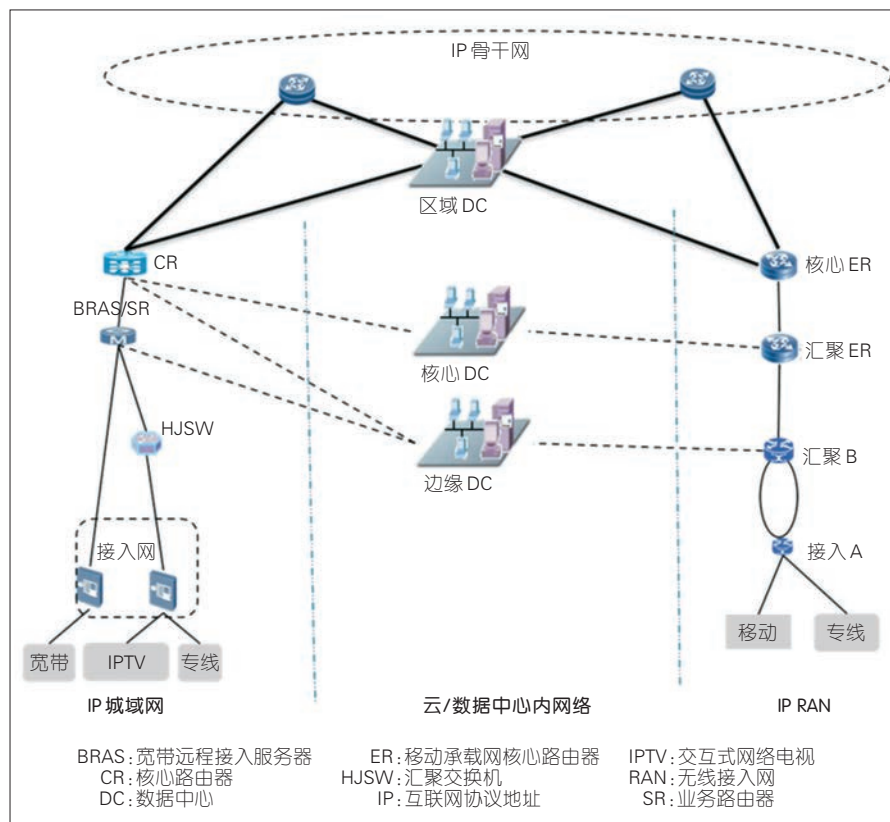 IP 骨干网
区域 DC
CR
核心 ER
BRAS/SR
核心 DC
汇聚 ER
HJSW
边缘 DC
汇聚 B
接入网
接入 A
宽带
IPTV
专线
移动
专线
IP 城域网
云/数据中心内网络
IP RAN
BRAS:宽带远程接入服务器
CR:核心路由器
DC:数据中心
ER:移动承载网核心路由器
HJSW:汇聚交换机
IP:互联网协议地址
IPTV:交互式网络电视
RAN:无线接入网
SR:业务路由器